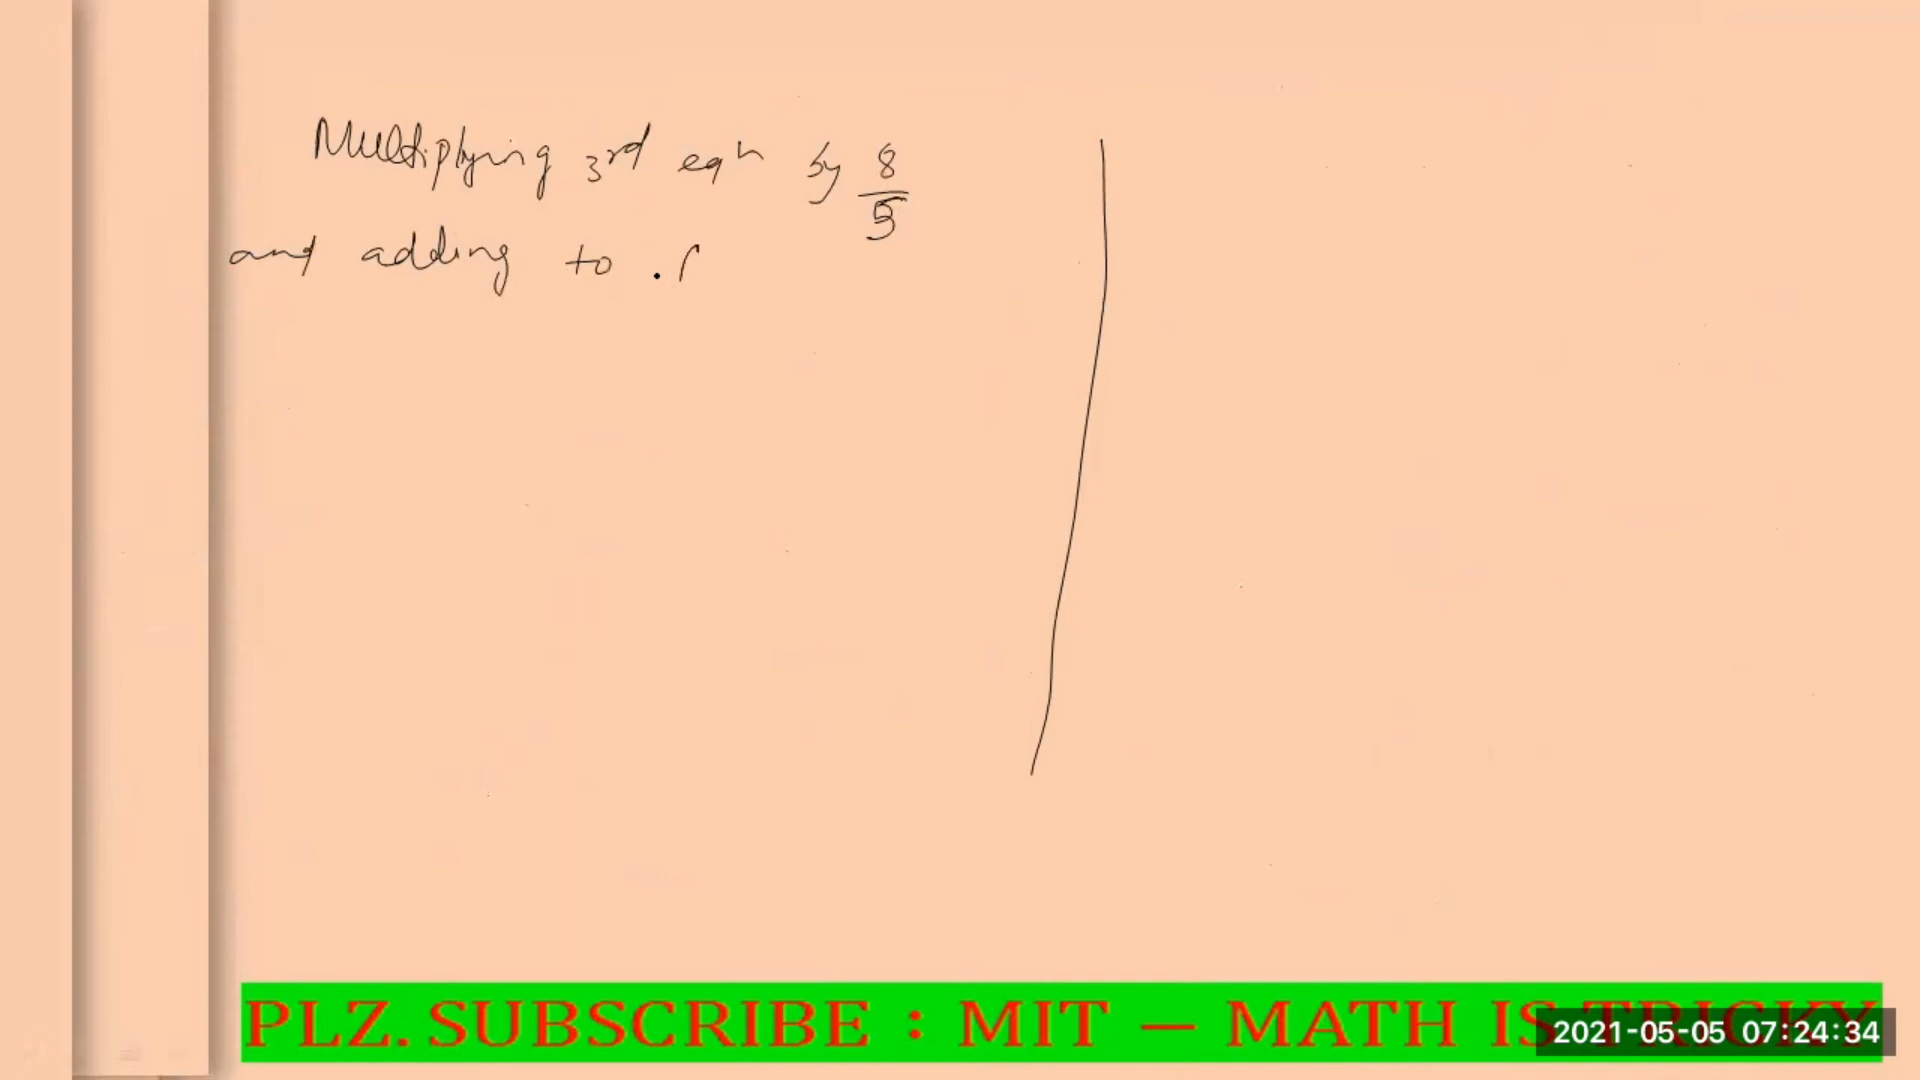 Multiplying 3rd eqn by 8/5
and adding to
PLZ. SUBSCRIBE : MIT – MATH IS TRICKY
2021-05-05 07:24:34